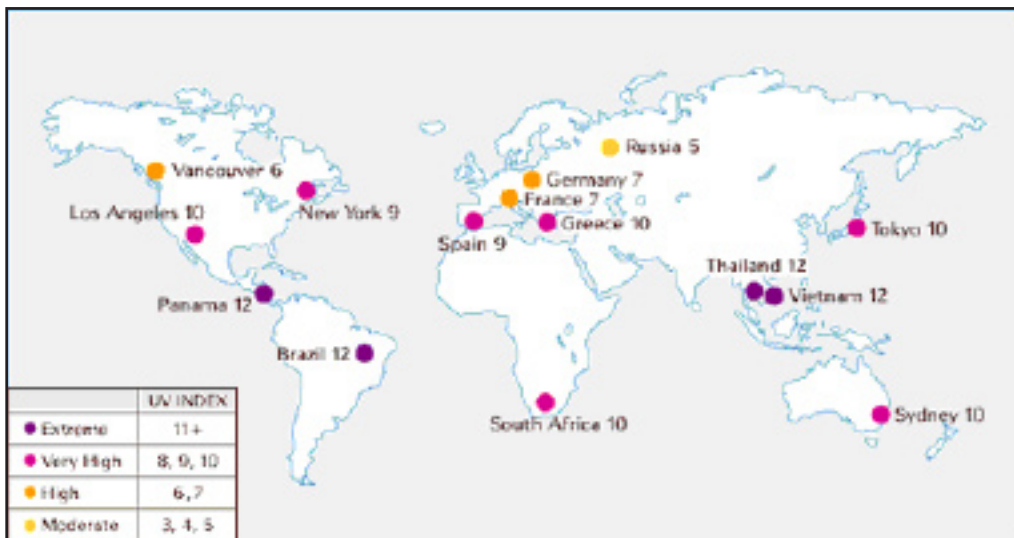 Russia 5
Vancouver 6
Germany 7
France 7
Los Angeles 10
New York 9
Spain 9
Greece 10
Tokyo 10
Thailand 12
Panama 12
Vietnam 12
Brazil 12
South Africa 10
Sydney 10
UV INDEX
Extreme 11+
Very High 8, 9, 10
High 6,7
Moderate 3, 4, 5